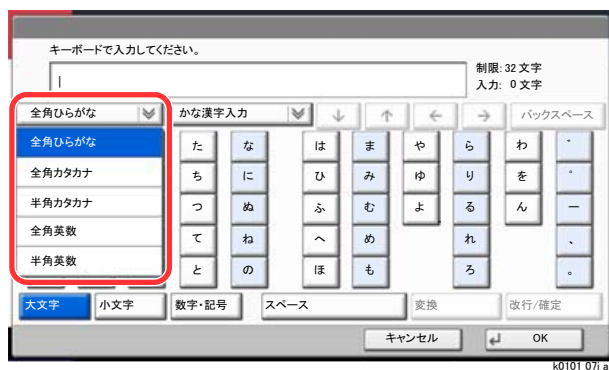 キーボードで入力してください。
制限: 32 文字
入力: 0 文字
全角ひらがな かな漢字入力 ↓ ↑ ← → バックスペース
全角ひらがな た な は ま や ら わ ゛
全角カタカナ ち に ひ み ゆ り を ゜
半角カタカナ つ ぬ ふ む よ る ん ー
全角英数 て ね へ め れ 、
半角英数 と の ほ も ろ 。
大文字 小文字 数字・記号 スペース 変換 改行/確定
キャンセル OK
k0101 07j a